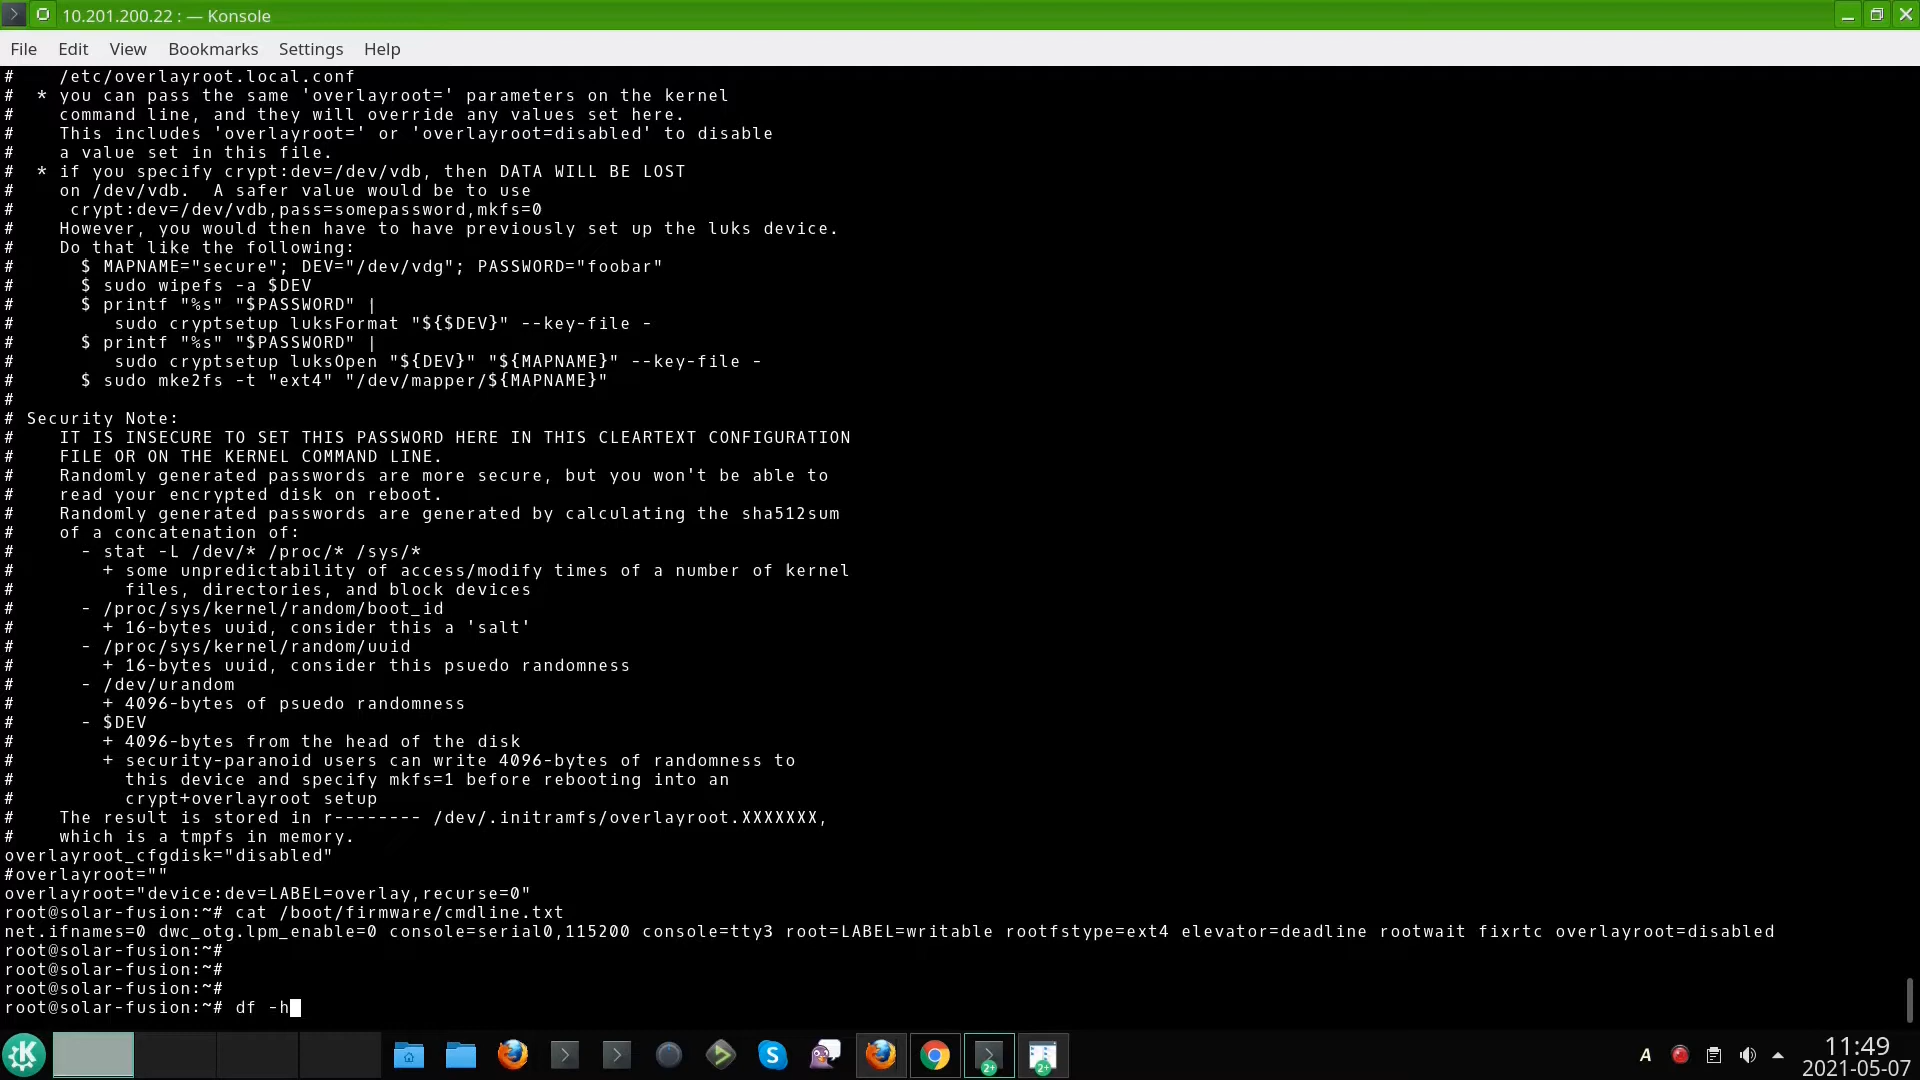 10.201.200.22 : — Konsole
File Edit View Bookmarks Settings Help
#    /etc/overlayroot.local.conf
#  * you can pass the same 'overlayroot=' parameters on the kernel
#    command line, and they will override any values set here.
#    This includes 'overlayroot=' or 'overlayroot=disabled' to disable
#    a value set in this file.
#  * if you specify crypt:dev=/dev/vdb, then DATA WILL BE LOST
#    on /dev/vdb.  A safer value would be to use
#     crypt:dev=/dev/vdb,pass=somepassword,mkfs=0
#    However, you would then have to have previously set up the luks device.
#    Do that like the following:
#      $ MAPNAME="secure"; DEV="/dev/vdg"; PASSWORD="foobar"
#      $ sudo wipefs -a $DEV
#      $ printf "%s" "$PASSWORD" |
#         sudo cryptsetup luksFormat "${$DEV}" --key-file -
#      $ printf "%s" "$PASSWORD" |
#         sudo cryptsetup luksOpen "${DEV}" "${MAPNAME}" --key-file -
#      $ sudo mke2fs -t "ext4" "/dev/mapper/${MAPNAME}"
#
# Security Note:
#    IT IS INSECURE TO SET THIS PASSWORD HERE IN THIS CLEARTEXT CONFIGURATION
#    FILE OR ON THE KERNEL COMMAND LINE.
#    Randomly generated passwords are more secure, but you won't be able to
#    read your encrypted disk on reboot.
#    Randomly generated passwords are generated by calculating the sha512sum
#    of a concatenation of:
#      - stat -L /dev/* /proc/* /sys/*
#        + some unpredictability of access/modify times of a number of kernel
#          files, directories, and block devices
#      - /proc/sys/kernel/random/boot_id
#        + 16-bytes uuid, consider this a 'salt'
#      - /proc/sys/kernel/random/uuid
#        + 16-bytes uuid, consider this psuedo randomness
#      - /dev/urandom
#        + 4096-bytes of psuedo randomness
#      - $DEV
#        + 4096-bytes from the head of the disk
#        + security-paranoid users can write 4096-bytes of randomness to
#          this device and specify mkfs=1 before rebooting into an
#          crypt+overlayroot setup
#    The result is stored in r-------- /dev/.initramfs/overlayroot.XXXXXXX,
#    which is a tmpfs in memory.
overlayroot_cfgdisk="disabled"
#overlayroot=""
overlayroot="device:dev=LABEL=overlay,recurse=0"
root@solar-fusion:~# cat /boot/firmware/cmdline.txt
net.ifnames=0 dwc_otg.lpm_enable=0 console=serial0,115200 console=tty3 root=LABEL=writable rootfstype=ext4 elevator=deadline rootwait fixrtc overlayroot=disabled
root@solar-fusion:~#
root@solar-fusion:~#
root@solar-fusion:~#
root@solar-fusion:~# df -h
A 11:49
2021-05-07
2+ 2+